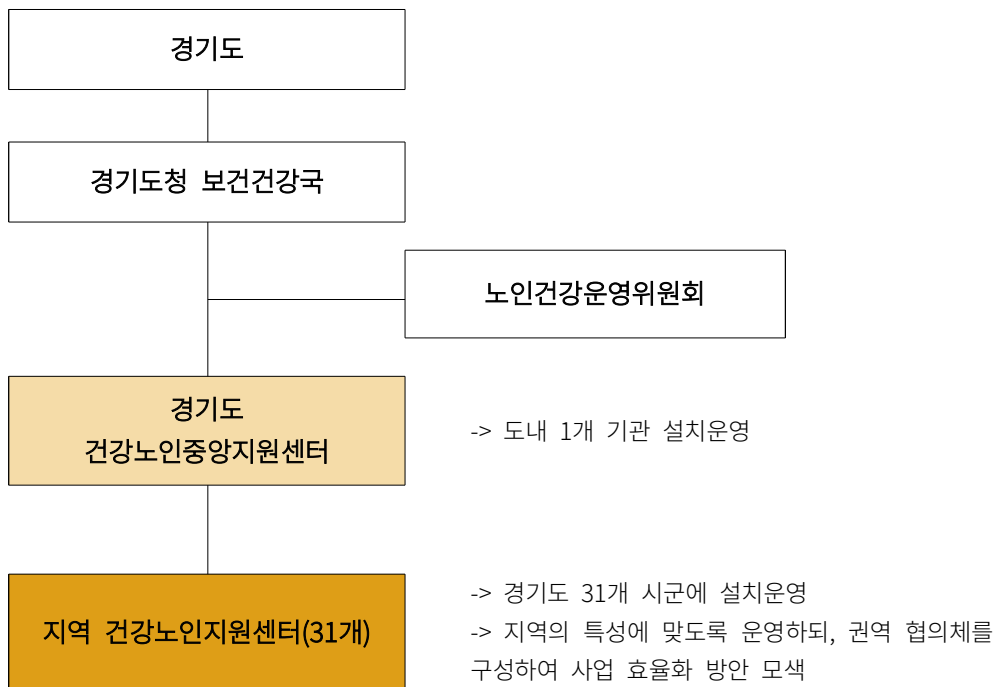 경기도
경기도청 보건건강국
노인건강운영위원회
경기도
건강노인중앙지원센터
-> 도내 1개 기관 설치운영
지역 건강노인지원센터(31개)
-> 경기도 31개 시군에 설치운영
-> 지역의 특성에 맞도록 운영하되, 권역 협의체를
구성하여 사업 효율화 방안 모색